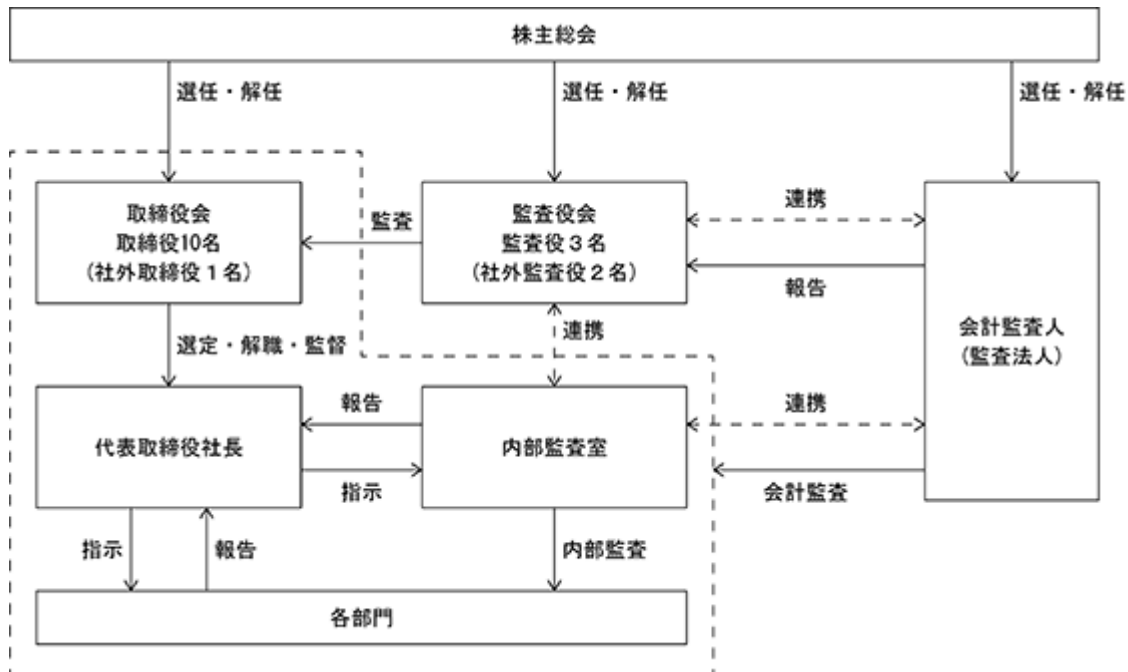 株主総会
選任・解任
選任・解任
選任・解任
取締役会
取締役10名
（社外取締役１名）
監査
監査役会
監査役３名
（社外監査役２名）
連携
報告
会計監査人
（監査法人）
選定・解職・監督
連携
代表取締役社長
報告
指示
内部監査室
連携
会計監査
指示
報告
内部監査
各部門